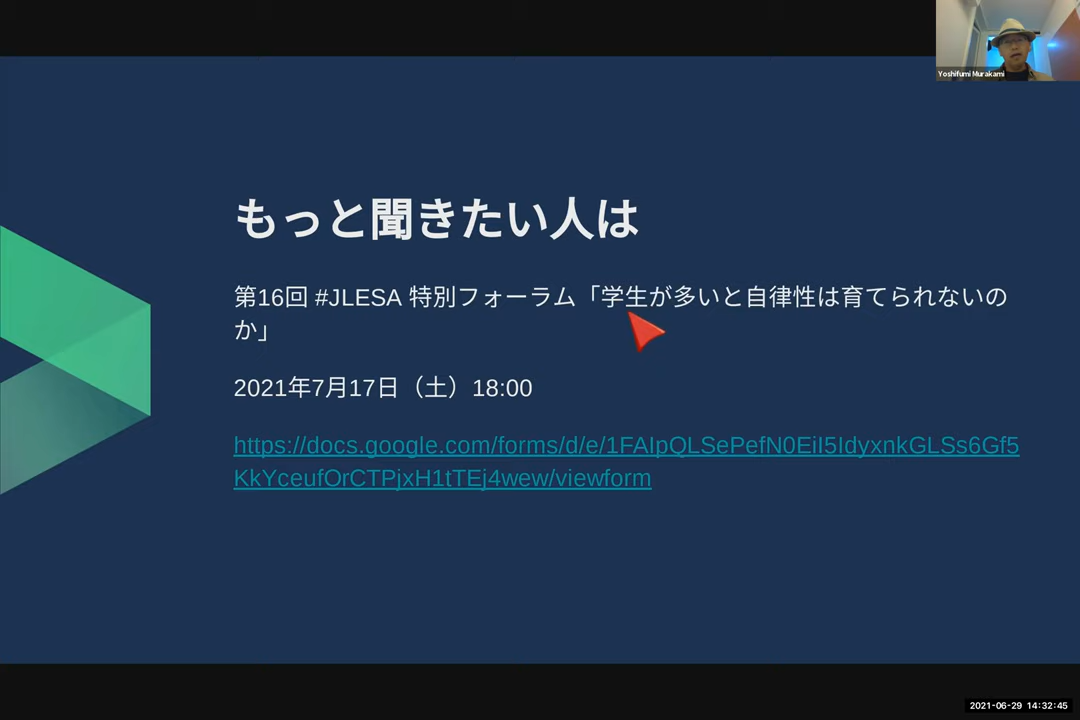 Yoshifumi Murakami
もっと聞きたい人は
第16回 #JLESA 特別フォーラム「学生が多いと自律性は育てられないの
か」
2021年7月17日（土）18:00
https://docs.google.com/forms/d/e/1FAIpQLSePefN0EiI5IdyxnkGLSs6Gf5
KkYceufOrCTPjxH1tTEj4wew/viewform
2021-06-29 14:32:45